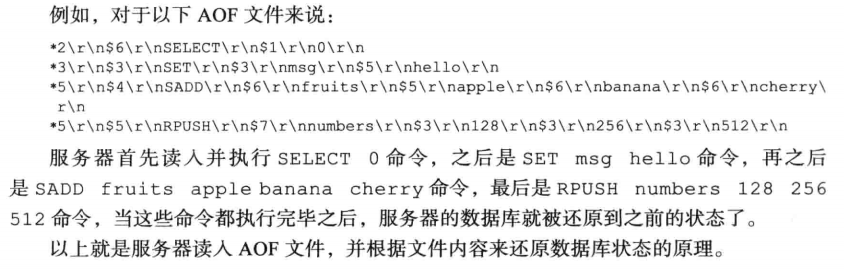 例如，对于以下 AOF 文件来说：
*2\r\n$6\r\nSELECT\r\n$1\r\n0\r\n
*3\r\n$3\r\nSET\r\n$3\r\nmsg\r\n$5\r\nhello\r\n
*5\r\n$4\r\nSADD\r\n$6\r\nfruits\r\n$5\r\napple\r\n$6\r\nbanana\r\n$6\r\ncherry\
r\n
*5\r\n$5\r\nRPUSH\r\n$7\r\nnumbers\r\n$3\r\n128\r\n$3\r\n256\r\n$3\r\n512\r\n
服务器首先读入并执行 SELECT 0 命令，之后是 SET msg hello 命令，再之后
是 SADD fruits apple banana cherry 命令，最后是 RPUSH numbers 128 256
512 命令，当这些命令都执行完毕之后，服务器的数据库就被还原到之前的状态了。
以上就是服务器读入 AOF 文件，并根据文件内容来还原数据库状态的原理。